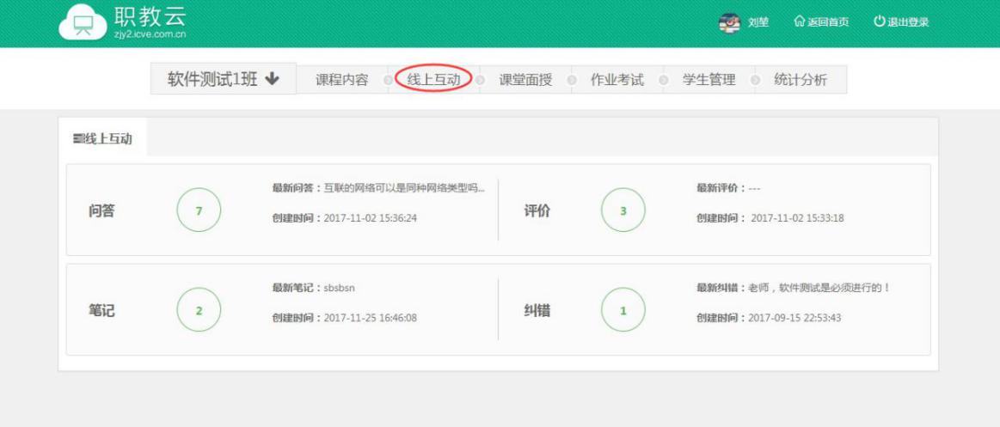 职教云
zjy2.icve.com.cn
刘堃 返回首页 退出登录
软件测试1班 课程内容 线上互动 课堂面授 作业考试 学生管理 统计分析
线上互动
问答
7
最新问答：互联的网络可以是同种网络类型吗...
创建时间：2017-11-02 15:36:24
评价
3
最新评价：---
创建时间： 2017-11-02 15:33:18
笔记
2
最新笔记：sbsbsn
创建时间：2017-11-25 16:46:08
纠错
1
最新纠错：老师，软件测试是必须进行的！
创建时间：2017-09-15 22:53:43